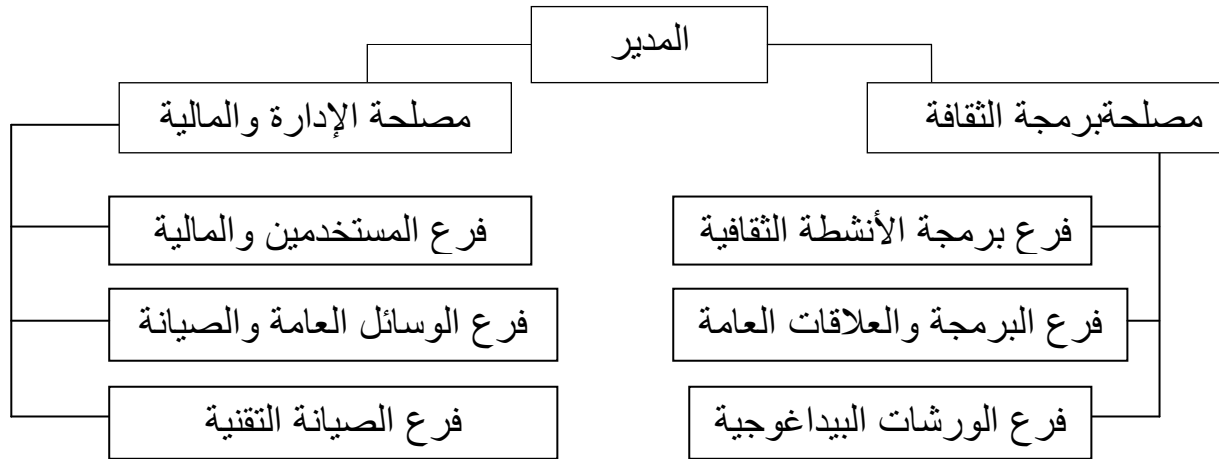 المدير
مصلحةبرمجة الثقافة
مصلحة الإدارة والمالية
فرع برمجة الأنشطة الثقافية
فرع المستخدمين والمالية
فرع البرمجة والعلاقات العامة
فرع الوسائل العامة والصيانة
فرع الورشات البيداغوجية
فرع الصيانة التقنية